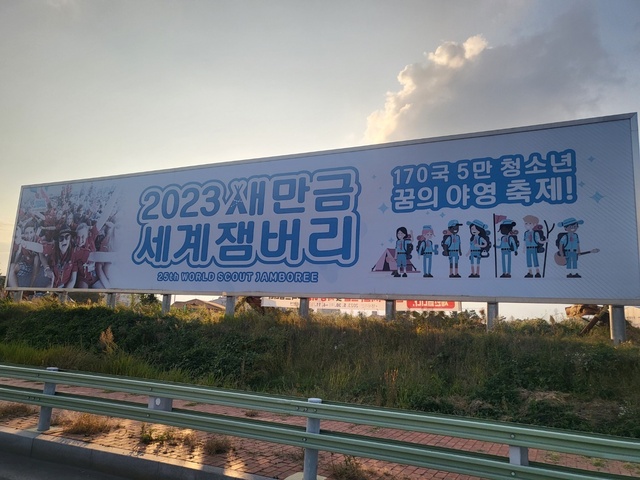 2023 새만금
세계잼버리
25th WORLD SCOUT JAMBOREE
170국 5만 청소년
꿈의 야영 축제!